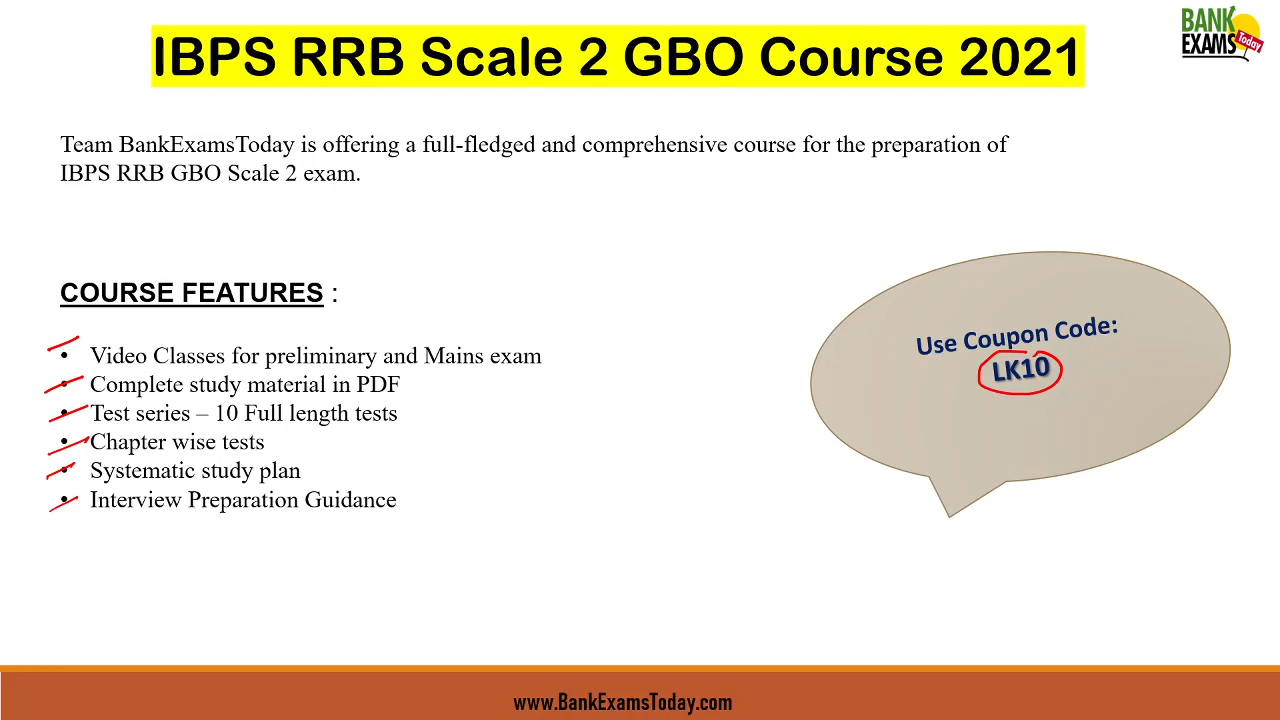 IBPS RRB Scale 2 GBO Course 2021
BANK
EXAMS Today
Team BankExamsToday is offering a full-fledged and comprehensive course for the preparation of
IBPS RRB GBO Scale 2 exam.
COURSE FEATURES :
• Video Classes for preliminary and Mains exam
• Complete study material in PDF
• Test series – 10 Full length tests
• Chapter wise tests
• Systematic study plan
• Interview Preparation Guidance
Use Coupon Code:
LK10
www.BankExamsToday.com